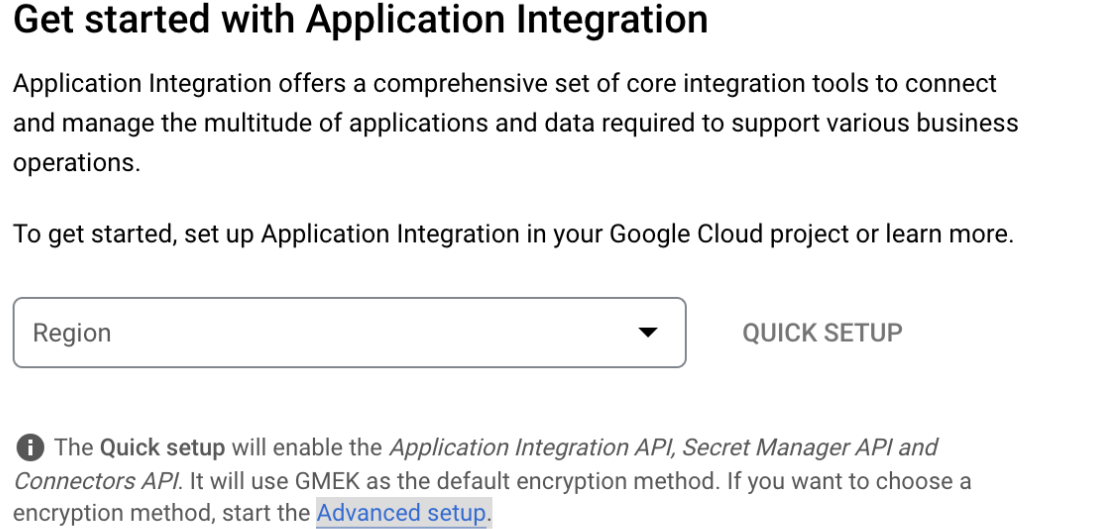 Get started with Application Integration
Application Integration offers a comprehensive set of core integration tools to connect
and manage the multitude of applications and data required to support various business
operations.
To get started, set up Application Integration in your Google Cloud project or learn more.
Region
QUICK SETUP
The Quick setup will enable the Application Integration API, Secret Manager API and
Connectors API. It will use GMEK as the default encryption method. If you want to choose a
encryption method, start the Advanced setup.